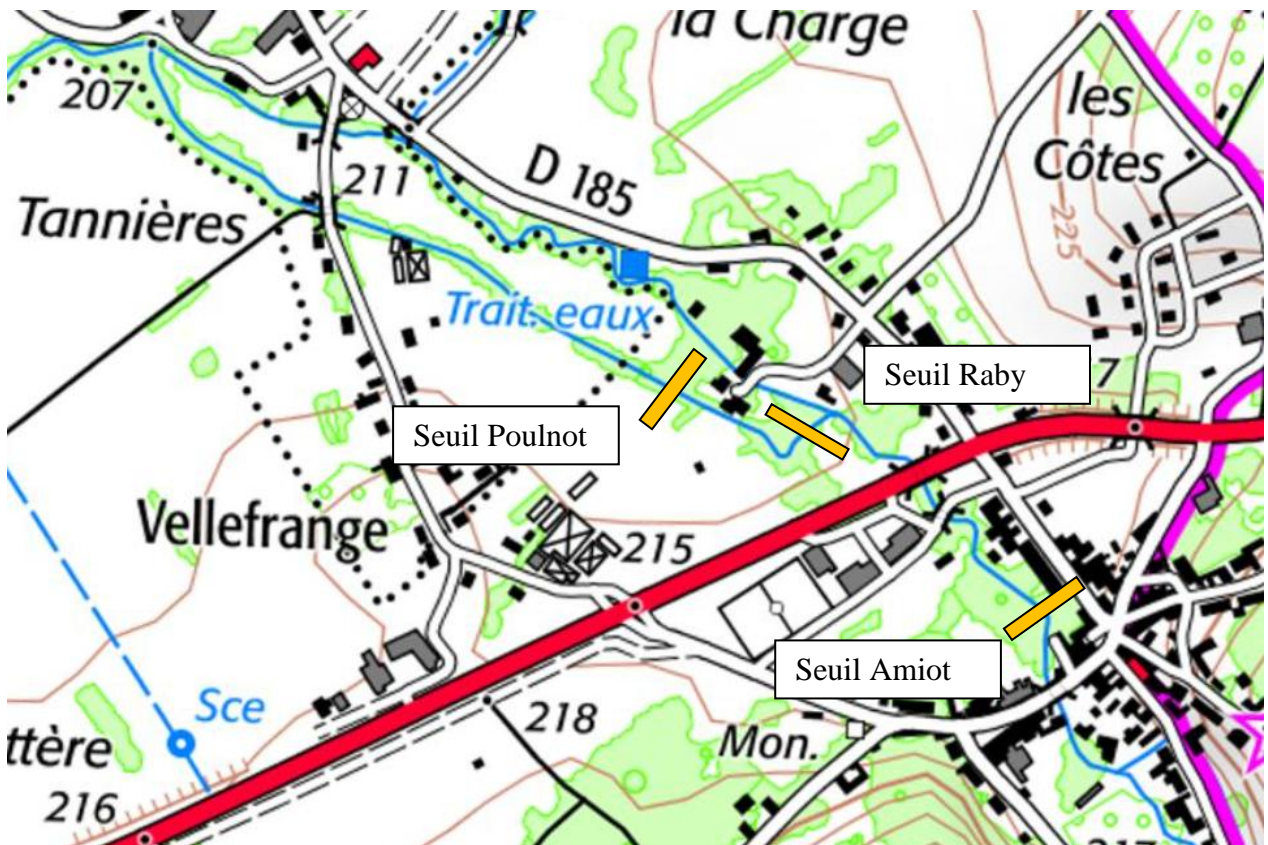 la Charge
207
les
Côtes
D 185
211
Tannières
225
Trait. eaux
Seuil Raby
7
Seuil Poulnot
Vellefrange
215
Seuil Amiot
Sce
218
Mon.
ttère
216
217